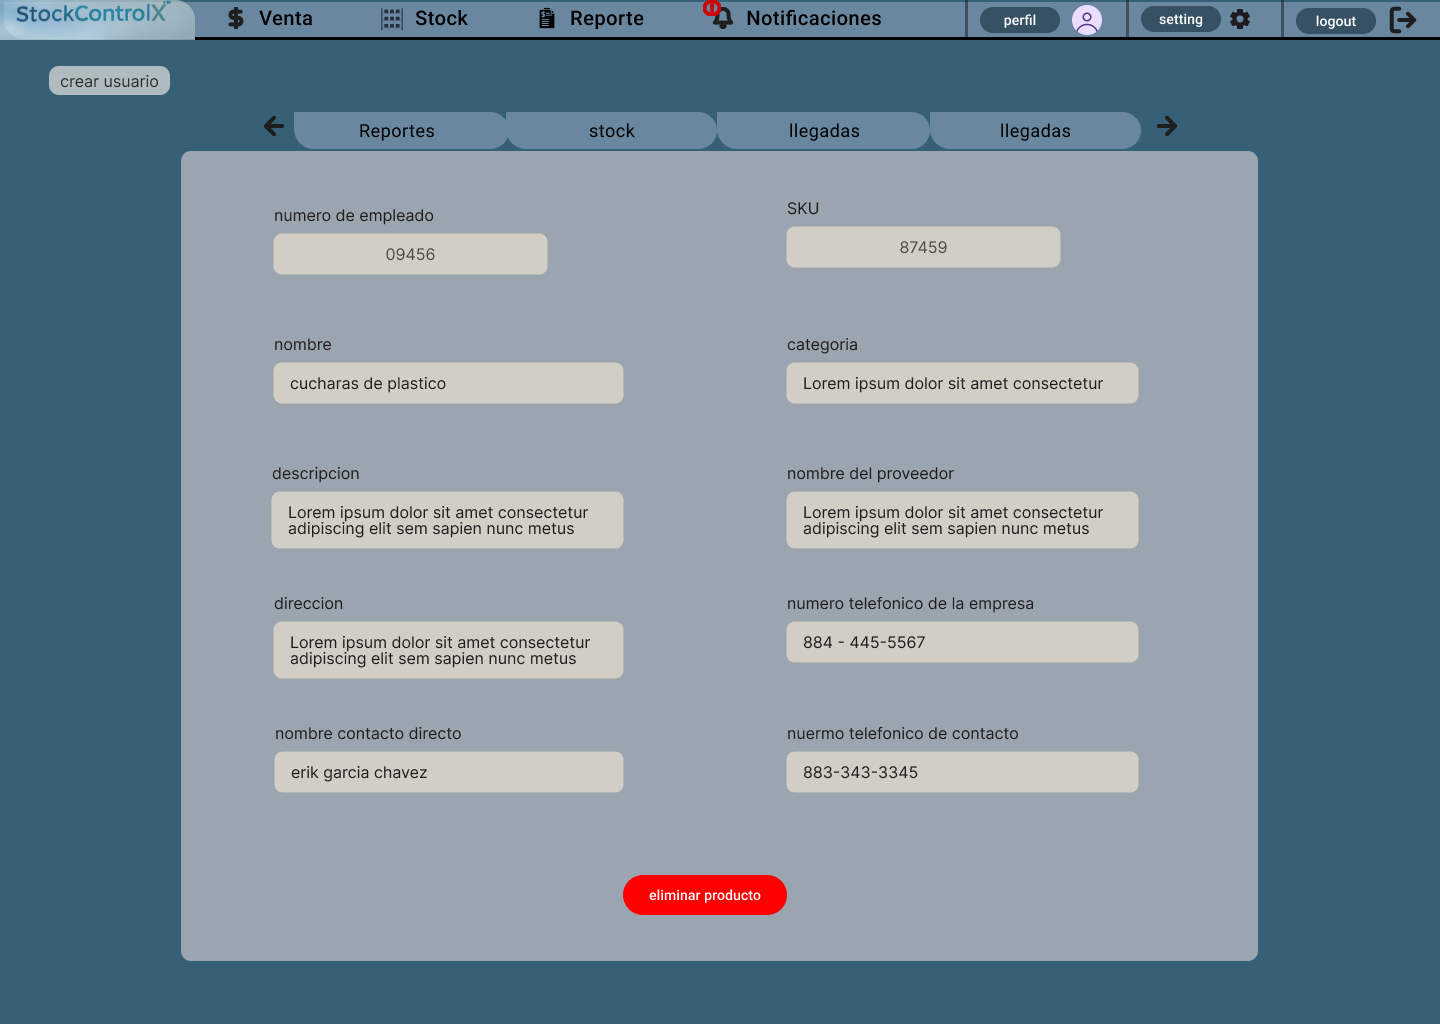 StockControlX
Venta
Stock
Reporte
0
Notificaciones
perfil
setting
logout
crear usuario
Reportes
stock
llegadas
llegadas
numero de empleado
09456
SKU
87459
nombre
cucharas de plastico
categoria
Lorem ipsum dolor sit amet consectetur
descripcion
Lorem ipsum dolor sit amet consectetur
adipiscing elit sem sapien nunc metus
nombre del proveedor
Lorem ipsum dolor sit amet consectetur
adipiscing elit sem sapien nunc metus
direccion
Lorem ipsum dolor sit amet consectetur
adipiscing elit sem sapien nunc metus
numero telefonico de la empresa
884 - 445-5567
nombre contacto directo
erik garcia chavez
nuermo telefonico de contacto
883-343-3345
eliminar producto